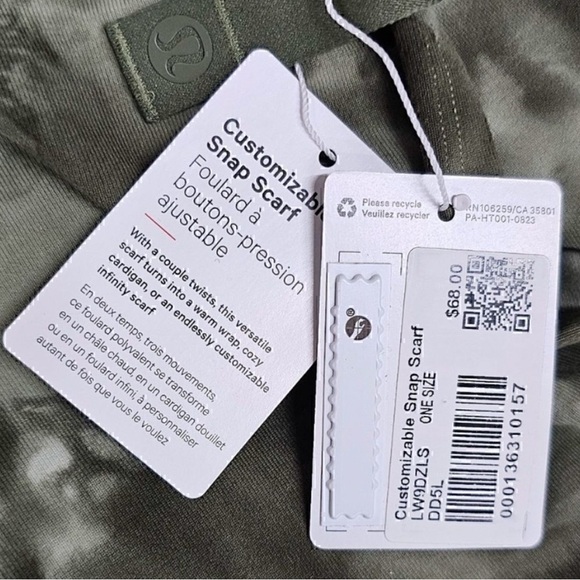 Customizable
Snap Scarf
Foulard à
boutons-pression
ajustable
With a couple twists, this versatile
scarf turns into a warm wrap, cozy
cardigan, or an endlessly customizable
infinity scarf
En deux temps, trois mouvements,
ce foulard polyvalent se transforme
en un châle chaud, en un cardigan douillet
ou en un foulard infini, à personnaliser
autant de fois que vous le voulez
Please recycle
Veuillez recycler
RN106259/CA35801
PA-HT001-0823
$68.00
Customizable Snap Scarf
ONE SIZE
LW9DZLS
DD5L
000136310157